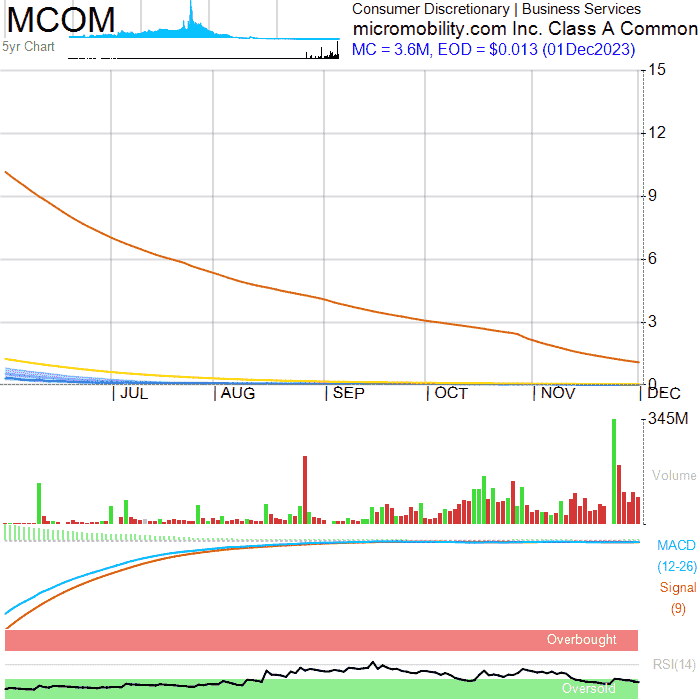 MCOM
Consumer Discretionary | Business Services
micromobility.com Inc. Class A Common
5yr Chart
MC = 3.6M, EOD = $0.013 (01Dec2023)
15
12
9
6
3
0
JUL
AUG
SEP
OCT
NOV
DEC
345M
Volume
MACD
(12-26)
Signal
(9)
Overbought
RSI(14)
Oversold